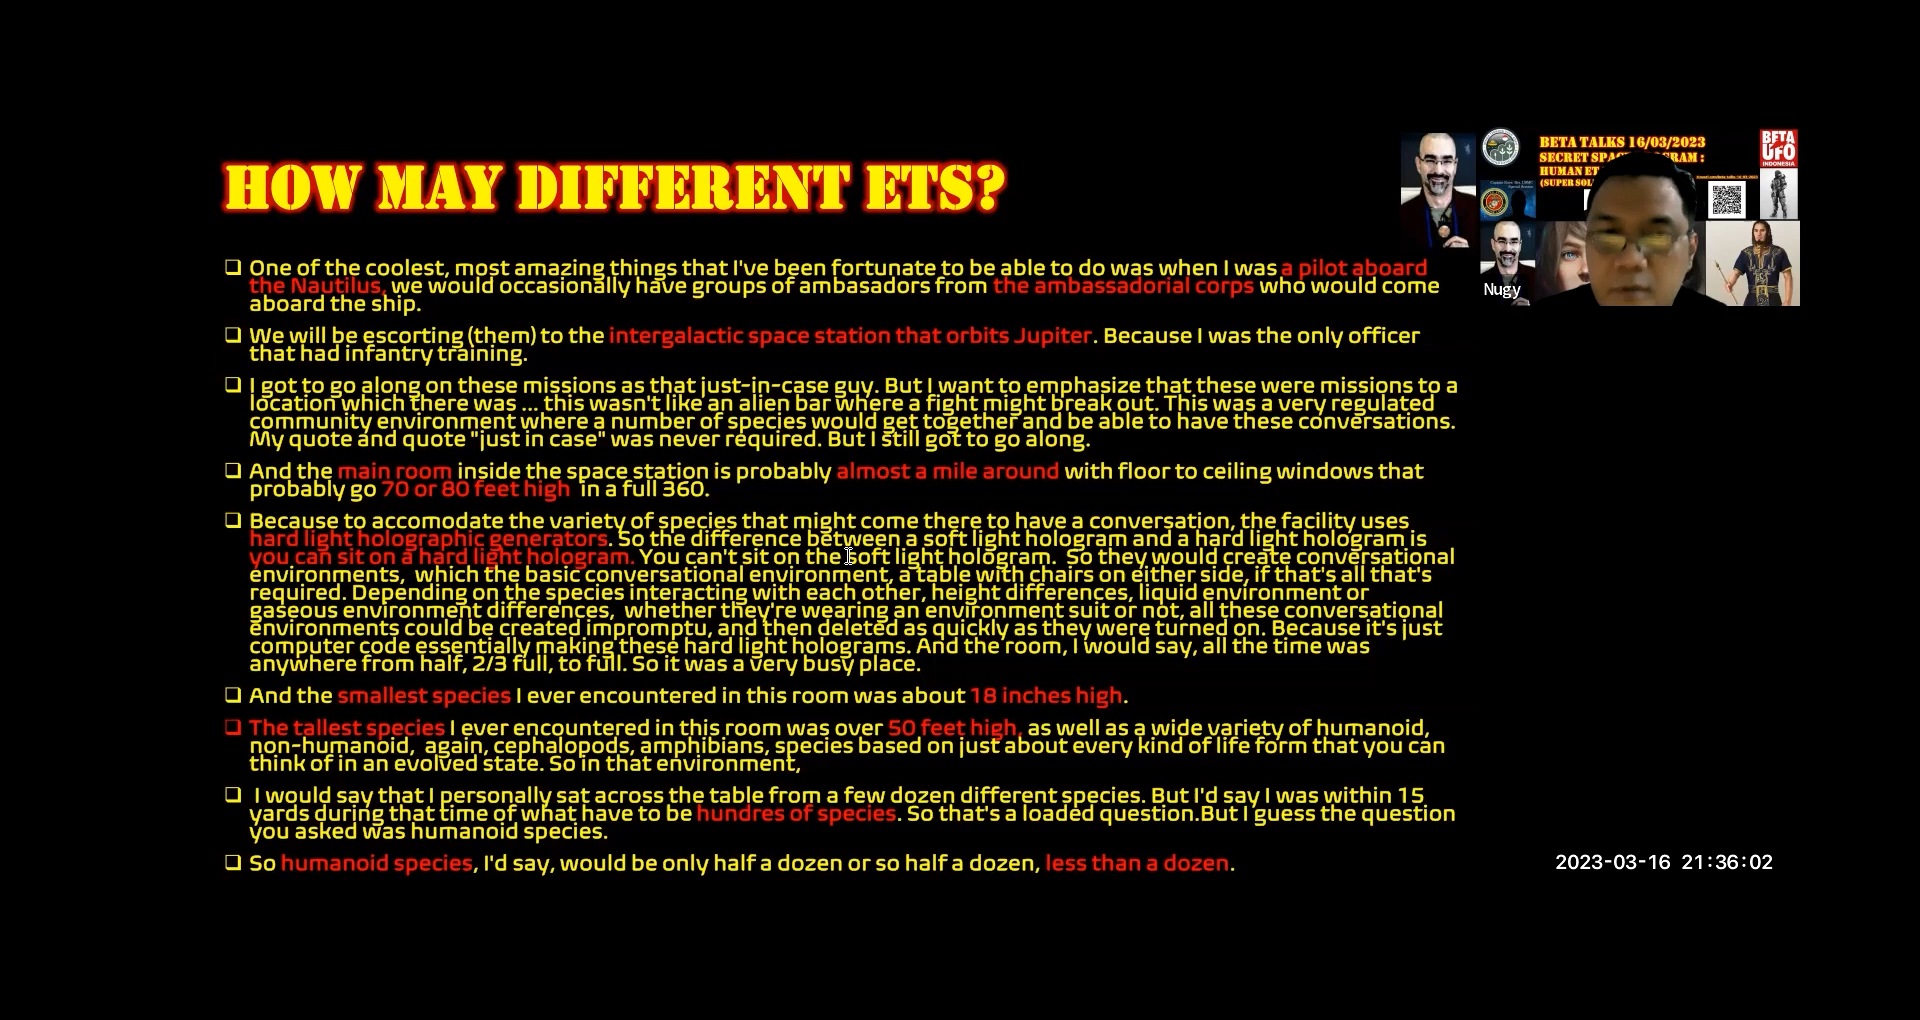 HOW MAY DIFFERENT ETS?
❑ One of the coolest, most amazing things that I've been fortunate to be able to do was when I was a pilot aboard
the Nautilus, we would occasionally have groups of ambasadors from the ambassadorial corps who would come
aboard the ship.
❑ We will be escorting (them) to the intergalactic space station that orbits Jupiter. Because I was the only officer
that had infantry training.
❑ I got to go along on these missions as that just-in-case guy. But I want to emphasize that these were missions to a
location which there was ... this wasn't like an alien bar where a fight might break out. This was a very regulated
community environment where a number of species would get together and be able to have these conversations.
My quote and quote "just in case" was never required. But I still got to go along.
❑ And the main room inside the space station is probably almost a mile around with floor to ceiling windows that
probably go 70 or 80 feet high in a full 360.
❑ Because to accomodate the variety of species that might come there to have a conversation, the facility uses
hard light holographic generators. So the difference between a soft light hologram and a hard light hologram is
you can sit on a hard light hologram. You can't sit on the soft light hologram. So they would create conversational
environments, which the basic conversational environment, a table with chairs on either side, if that's all that's
required. Depending on the species interacting with each other, height differences, liquid environment or
gaseous environment differences, whether they're wearing an environment suit or not, all these conversational
environments could be created impromptu, and then deleted as quickly as they were turned on. Because it's just
computer code essentially making these hard light holograms. And the room, I would say, all the time was
anywhere from half, 2/3 full, to full. So it was a very busy place.
❑ And the smallest species I ever encountered in this room was about 18 inches high.
❑ The tallest species I ever encountered in this room was over 50 feet high, as well as a wide variety of humanoid,
non-humanoid, again, cephalopods, amphibians, species based on just about every kind of life form that you can
think of in an evolved state. So in that environment,
❑ I would say that I personally sat across the table from a few dozen different species. But I'd say I was within 15
yards during that time of what have to be hundres of species. So that's a loaded question.But I guess the question
you asked was humanoid species.
❑ So humanoid species, I'd say, would be only half a dozen or so half a dozen, less than a dozen.
BETA TALKS 16/03/2023
SECRET SPA
GRAM :
HUMAN ET
(SUPER SOL
BETA
UFO
INDONESIA
Nugy
2023-03-16 21:36:02